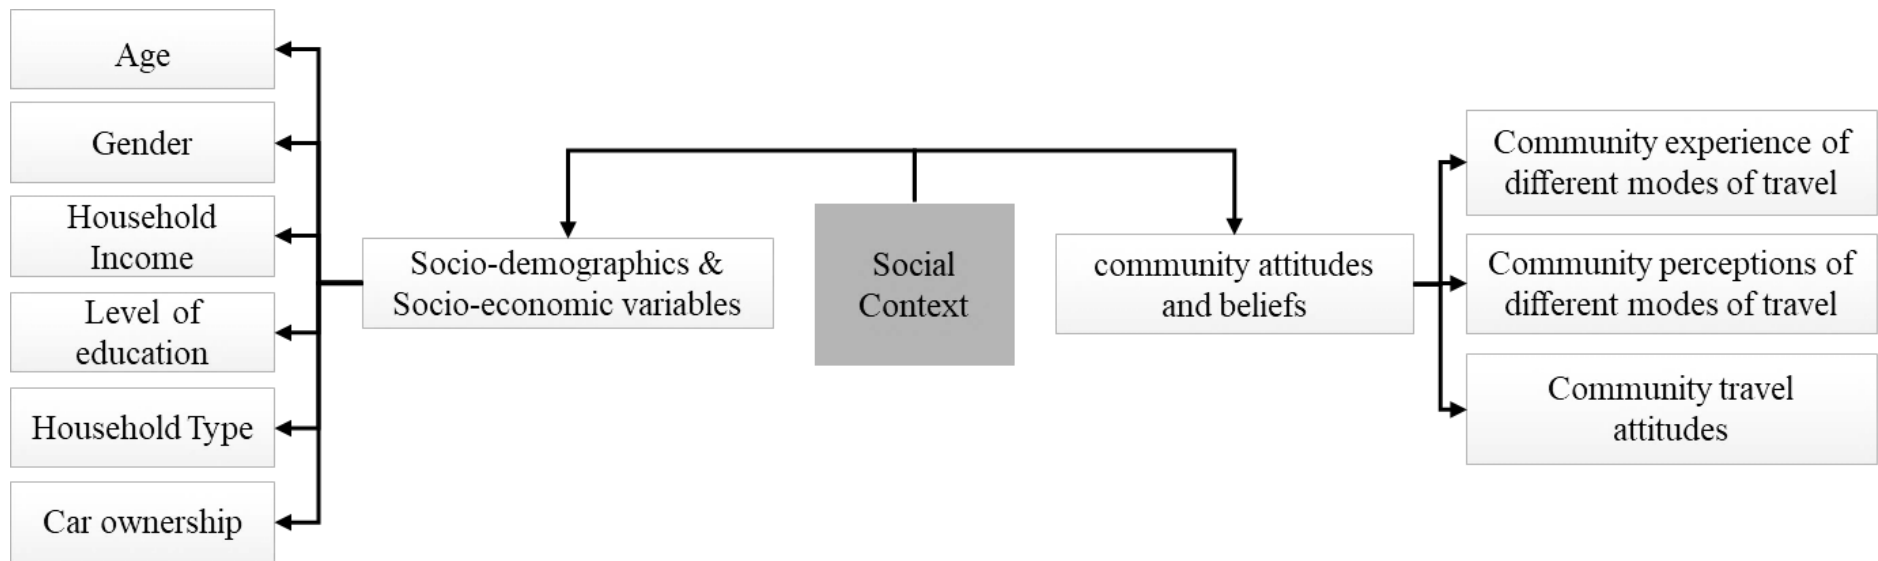 Age
Gender
Household
Income
Level of
education
Household Type
Car ownership
Socio-demographics &
Socio-economic variables
Social
Context
community attitudes
and beliefs
Community experience of
different modes of travel
Community perceptions of
different modes of travel
Community travel
attitudes